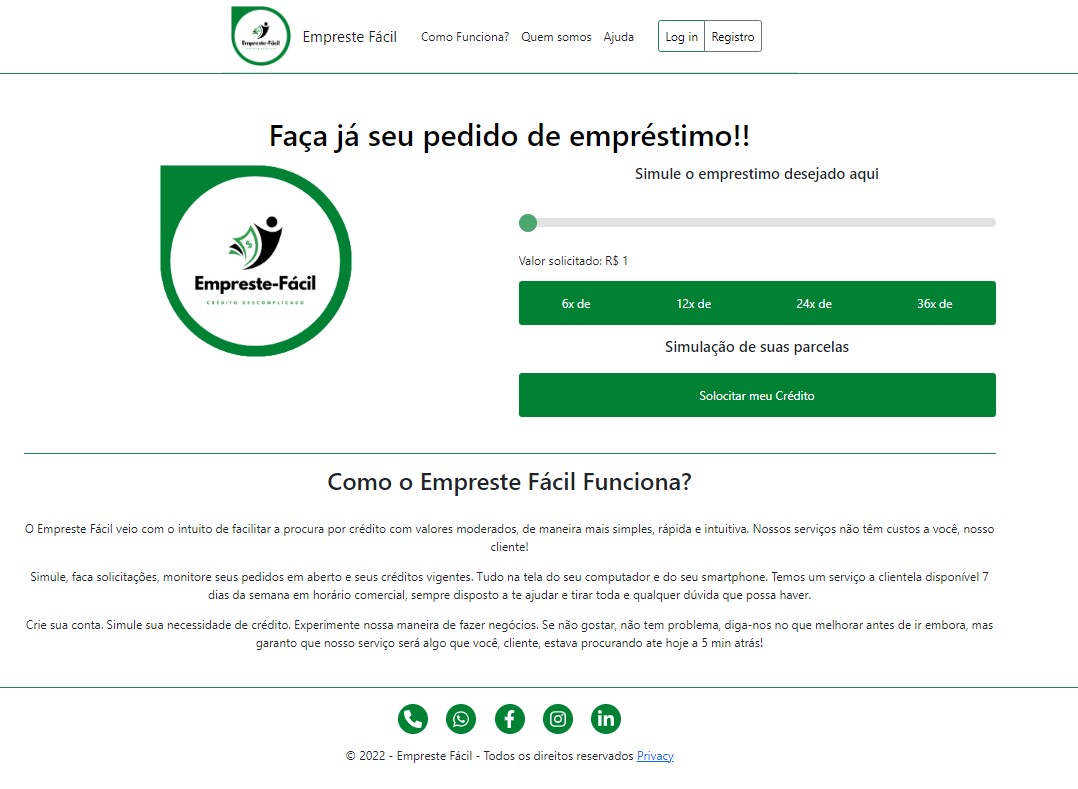 Empreste-Fácil
Empreste Fácil
Como Funciona?
Quem somos
Ajuda
Log in
Registro
Faça já seu pedido de empréstimo!!
Empreste-Fácil
CRÉDITO DESCOMPLICADO
Simule o emprestimo desejado aqui
Valor solicitado: R$ 1
6x de
12x de
24x de
36x de
Simulação de suas parcelas
Solocitar meu Crédito
Como o Empreste Fácil Funciona?
O Empreste Fácil veio com o intuito de facilitar a procura por crédito com valores moderados, de maneira mais simples, rápida e intuitiva. Nossos serviços não têm custos a você, nosso
cliente!
Simule, faca solicitações, monitore seus pedidos em aberto e seus créditos vigentes. Tudo na tela do seu computador e do seu smartphone. Temos um serviço a clientela disponível 7
dias da semana em horário comercial, sempre disposto a te ajudar e tirar toda e qualquer dúvida que possa haver.
Crie sua conta. Simule sua necessidade de crédito. Experimente nossa maneira de fazer negócios. Se não gostar, não tem problema, diga-nos no que melhorar antes de ir embora, mas
garanto que nosso serviço será algo que você, cliente, estava procurando ate hoje a 5 min atrás!
© 2022 - Empreste Fácil - Todos os direitos reservados Privacy